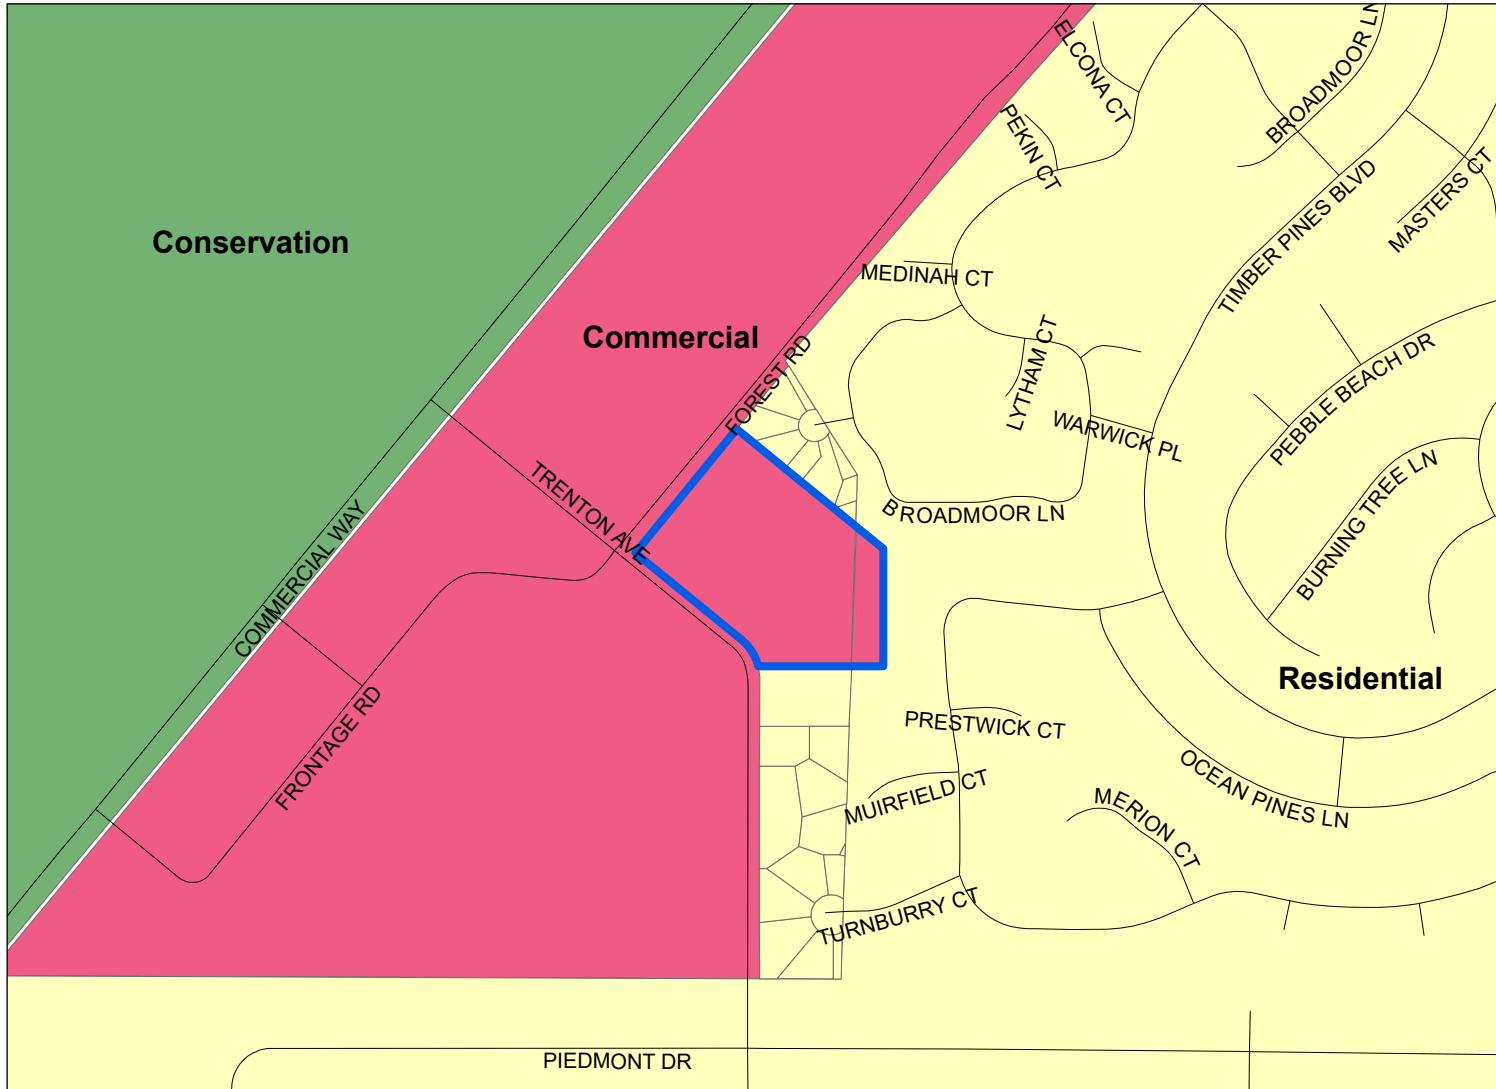 ELCONA CT
BROADMOOR LN
PEKIN CT
MASTERS CT
TIMBER PINES BLVD
Conservation
MEDINAH CT
Commercial
FOREST RD
LYTHAM CT
PEBBLE BEACH DR
WARWICK PL
TRENTON AVE
BROADMOOR LN
BURNING TREE LN
COMMERCIAL WAY
Residential
FRONTAGE RD
PRESTWICK CT
MUIRFIELD CT
OCEAN PINES LN
MERION CT
TURNBURRY CT
PIEDMONT DR